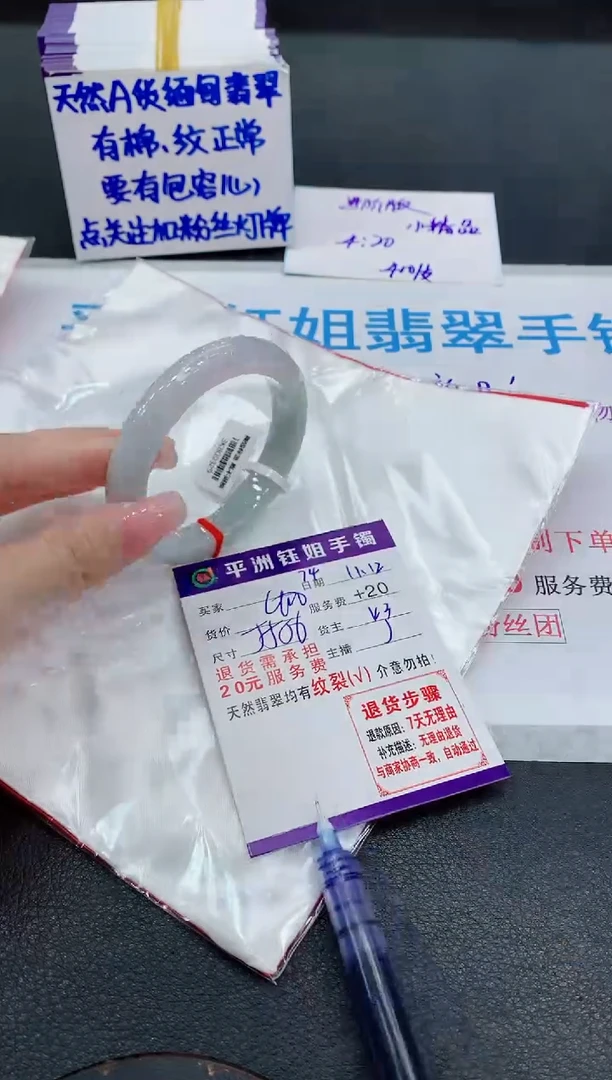 天然A货缅甸翡翠
有棉、纹正常
要有包容心
点关注加粉丝灯牌
小精品
4:20
姐翡翠手镯
平洲钰姐手镯
买家 24 日期 11.12
货价 服务费 +20
尺寸 货主
退货需承担 主播
20元服务费
天然翡翠均有纹裂(√) 介意勿拍!
退货步骤
退款原因:7天无理由
补充描述:无理由退货
与商家协商一致,自动通过
下单
服务费
粉丝团